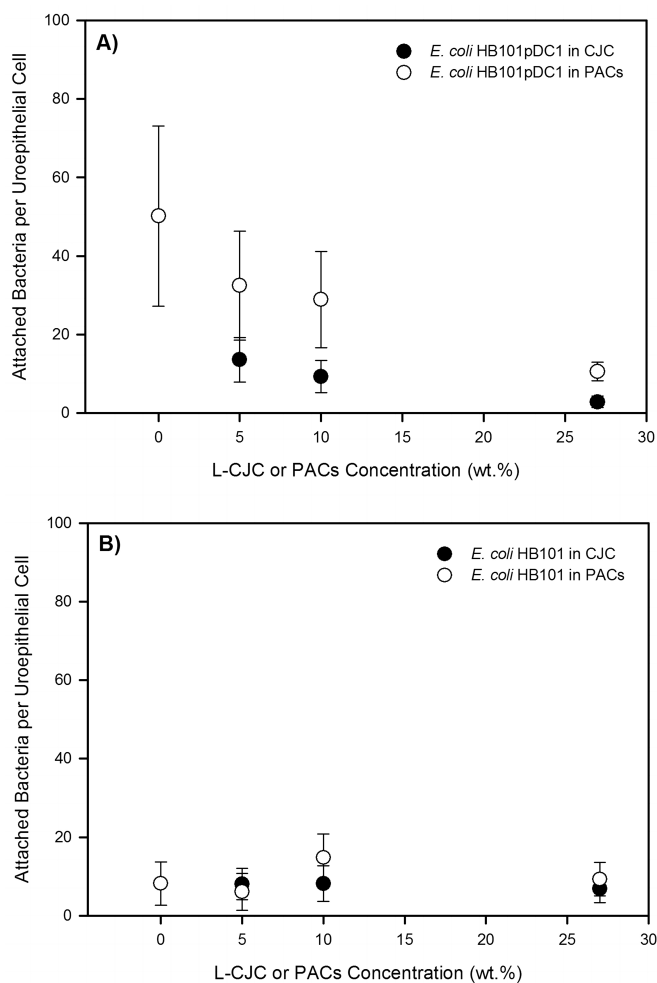 A)
E. coli HB101pDC1 in CJC
E. coli HB101pDC1 in PACs
100
80
60
40
20
0
Attached Bacteria per Uroepithelial Cell
0 5 10 15 20 25 30
L-CJC or PACs Concentration (wt.%)
B)
E. coli HB101 in CJC
E. coli HB101 in PACs
100
80
60
40
20
0
Attached Bacteria per Uroepithelial Cell
0 5 10 15 20 25 30
L-CJC or PACs Concentration (wt.%)